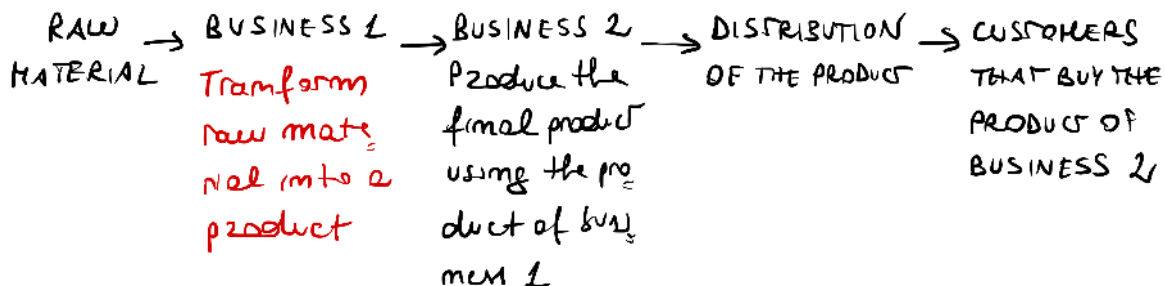 RAW → BUSINESS 1 → BUSINESS 2 → DISTRIBUTION → CUSTOMERS
MATERIAL Transform Produce the OF THE PRODUCT THAT BUY THE
raw mate= final product PRODUCT OF
rial into a using the pro= BUSINESS 2
product duct of busi=
ness 1